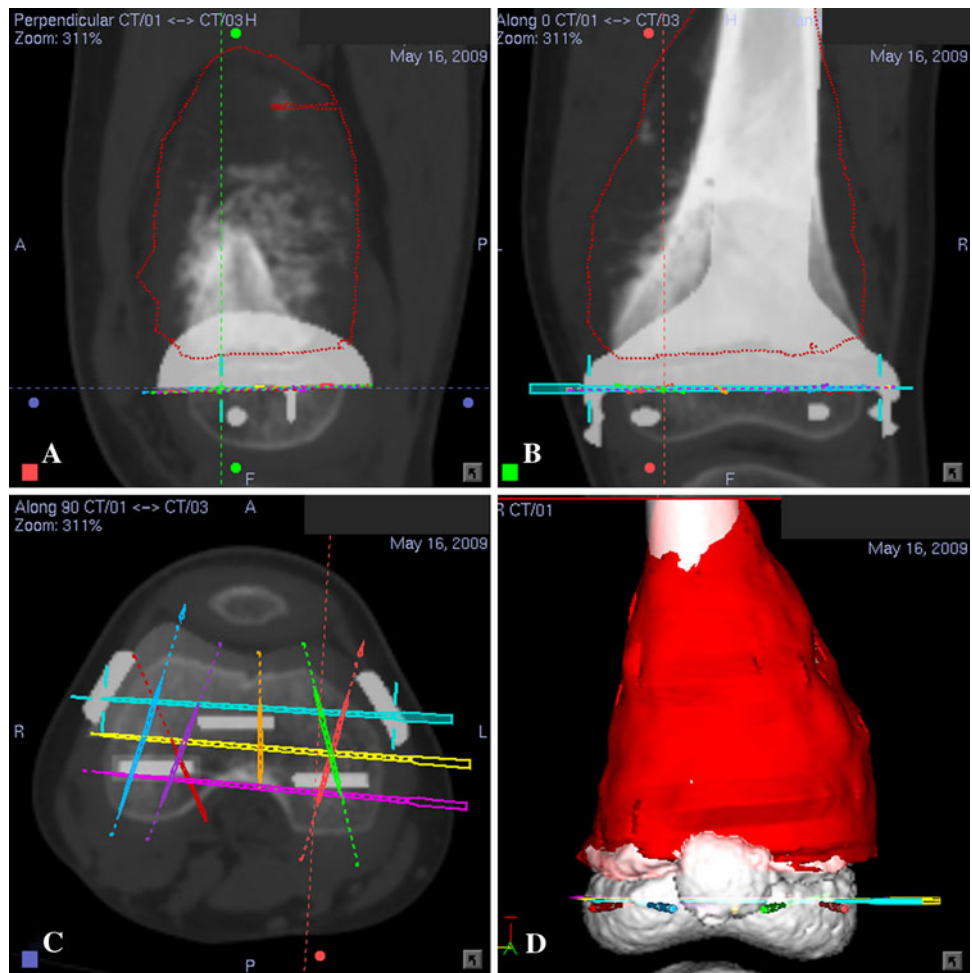 Perpendicular CT/01 <-> CT/03 H
Zoom: 311%
May 16, 2009
A
P
A
F
Along 0 CT/01 <-> CT/03 H
Zoom: 311%
May 16, 2009
L
R
B
F
Along 90 CT/01 <-> CT/03 A
Zoom: 311%
May 16, 2009
R
L
C
P
R CT/01
May 16, 2009
A
D